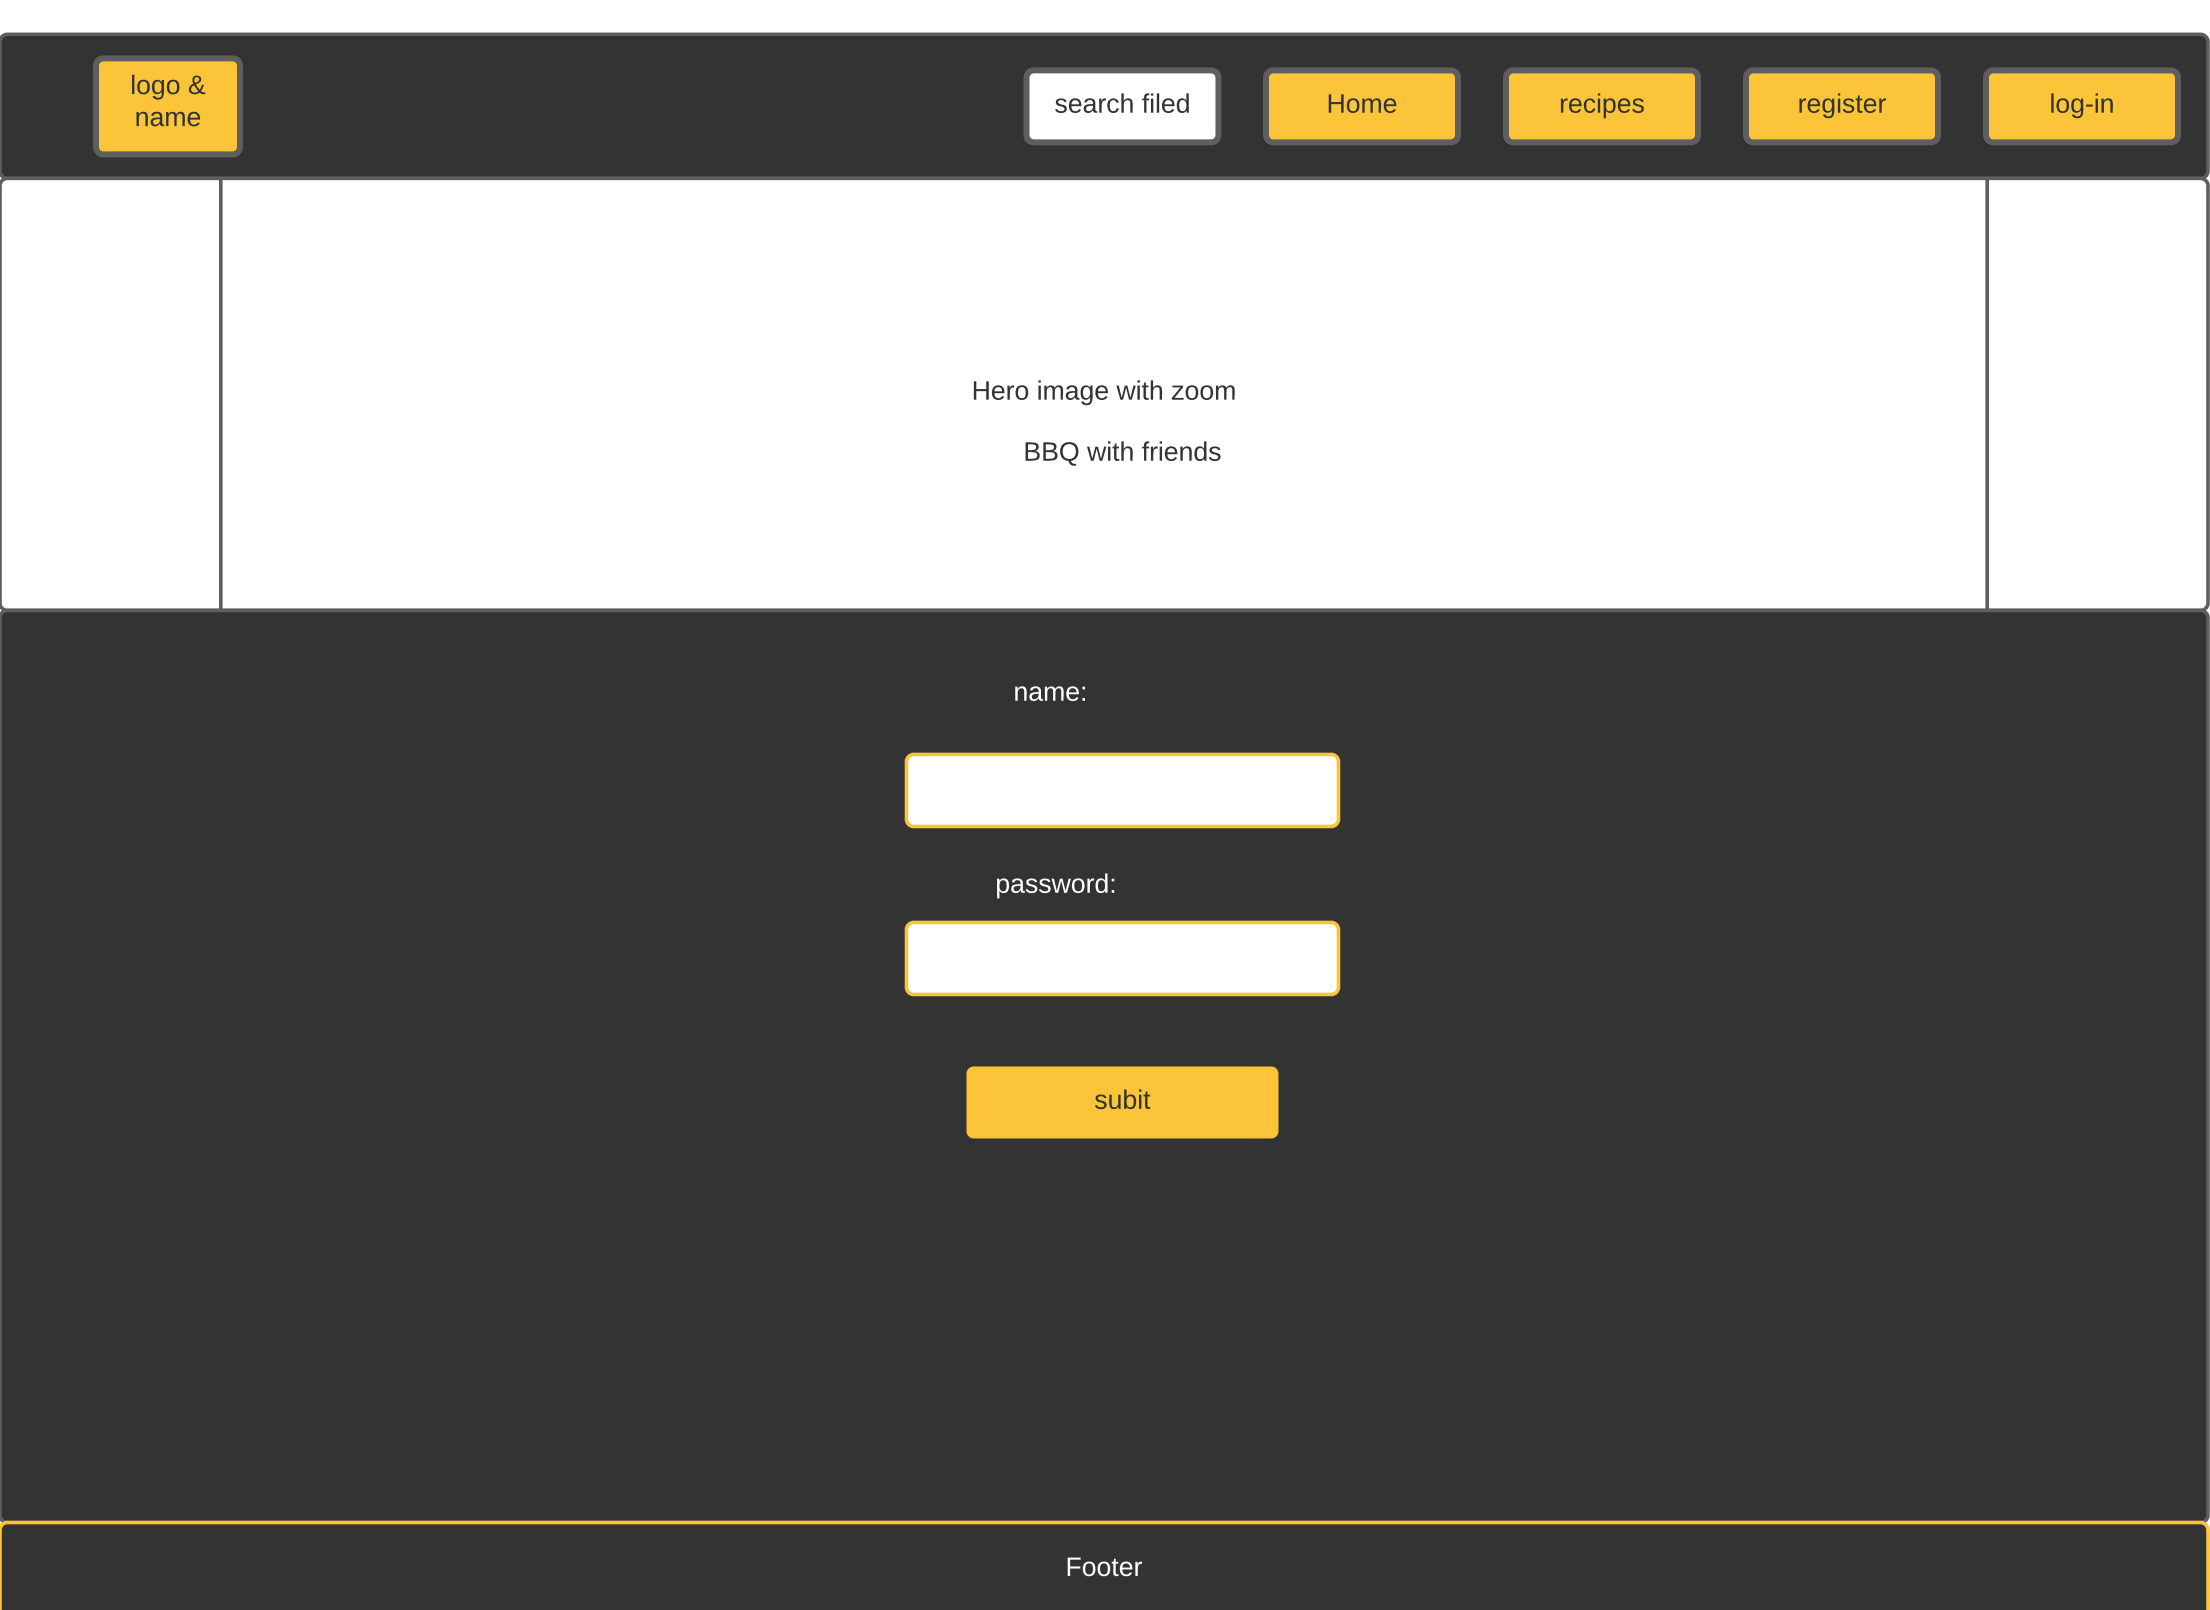 logo &
name
search filed
Home
recipes
register
log-in
Hero image with zoom
BBQ with friends
name:
password:
subit
Footer